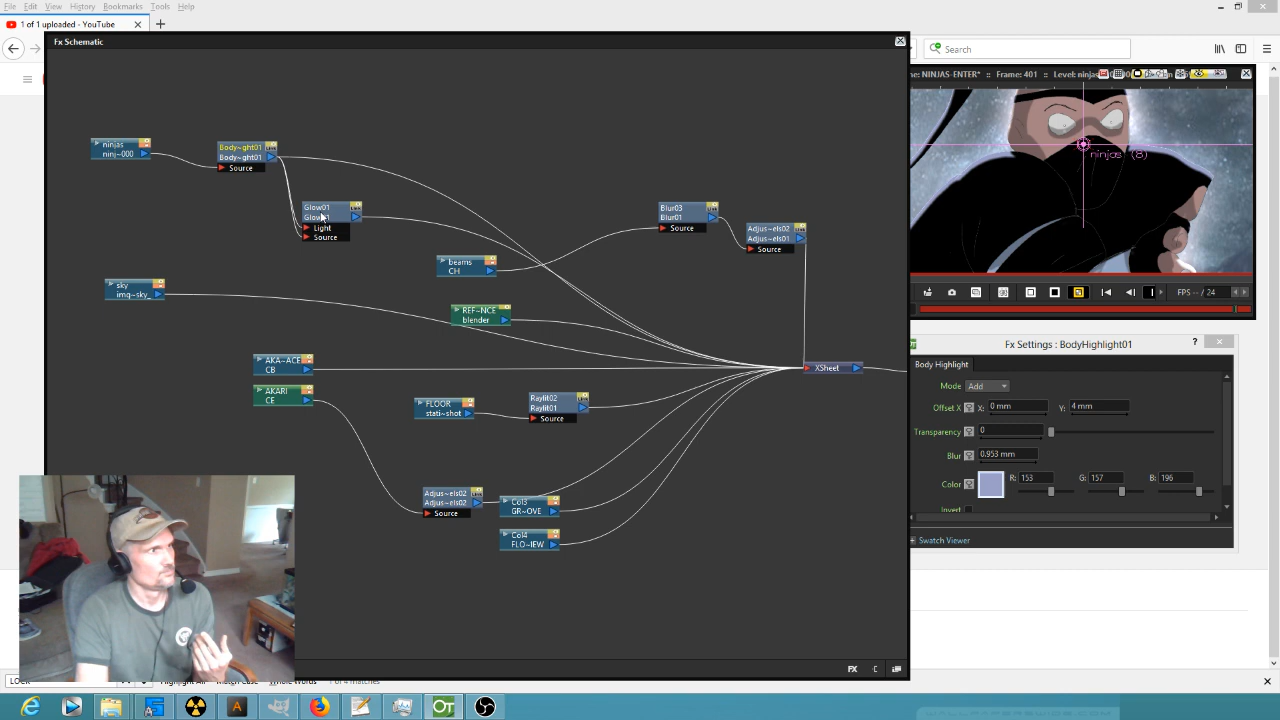 File Edit View History Bookmarks Tools Help
1 of 1 uploaded - YouTube
Search
Fx Schematic
NINJAS-ENTER* :: Frame: 401 :: Level:
ninjas (8)
ninjas
ninj~000
Body~ght01
Body~ght01
Source
Glow01
Light
Source
beams
CH
Blur03
Blur01
Source
Adjus~els02
Adjus~els01
Source
sky
img~sky_
REF~NCE
blender
AKA~ACE
CB
AKARI
CE
XSheet
FLOOR
stati~shot
Raylit02
Raylit01
Source
Adjus~els02
Adjus~els02
Source
Col3
GR~OVE
Col4
FLO~IEW
FX
FPS -- / 24
Fx Settings : BodyHighlight01
?
Body Highlight
Mode Add
Offset X X: 0 mm Y: 4 mm
Transparency 0
Blur 0.953 mm
Color R: 153 G: 157 B: 196
Invert
Swatch Viewer
OT